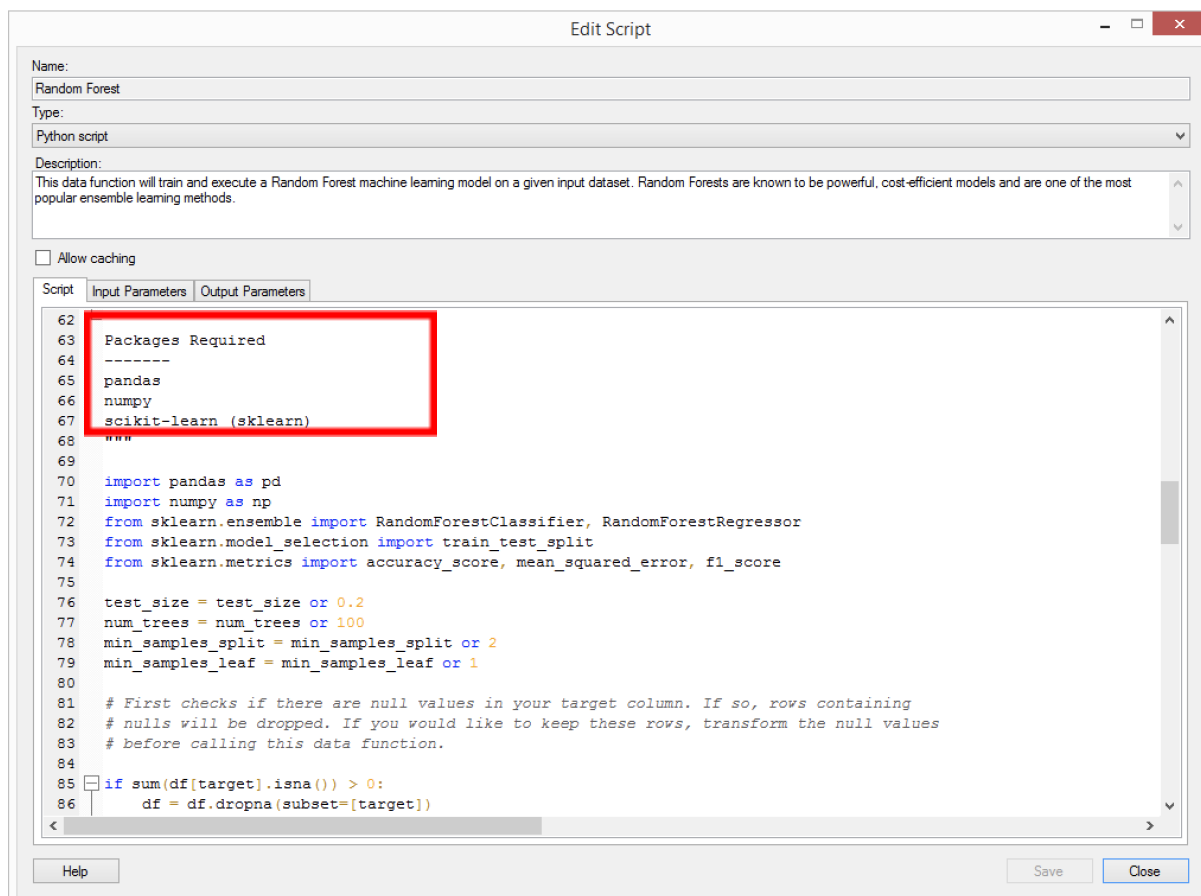 Edit Script
Name:
Random Forest
Type:
Python script
Description:
This data function will train and execute a Random Forest machine learning model on a given input dataset. Random Forests are known to be powerful, cost-efficient models and are one of the most
popular ensemble learning methods.
Allow caching
Script Input Parameters Output Parameters
62
63 Packages Required
64 -------
65 pandas
66 numpy
67 scikit-learn (sklearn)
68 """
69
70 import pandas as pd
71 import numpy as np
72 from sklearn.ensemble import RandomForestClassifier, RandomForestRegressor
73 from sklearn.model_selection import train_test_split
74 from sklearn.metrics import accuracy_score, mean_squared_error, f1_score
75
76 test_size = test_size or 0.2
77 num_trees = num_trees or 100
78 min_samples_split = min_samples_split or 2
79 min_samples_leaf = min_samples_leaf or 1
80
81 # First checks if there are null values in your target column. If so, rows containing
82 # nulls will be dropped. If you would like to keep these rows, transform the null values
83 # before calling this data function.
84
85 if sum(df[target].isna()) > 0:
86     df = df.dropna(subset=[target])
Help Save Close